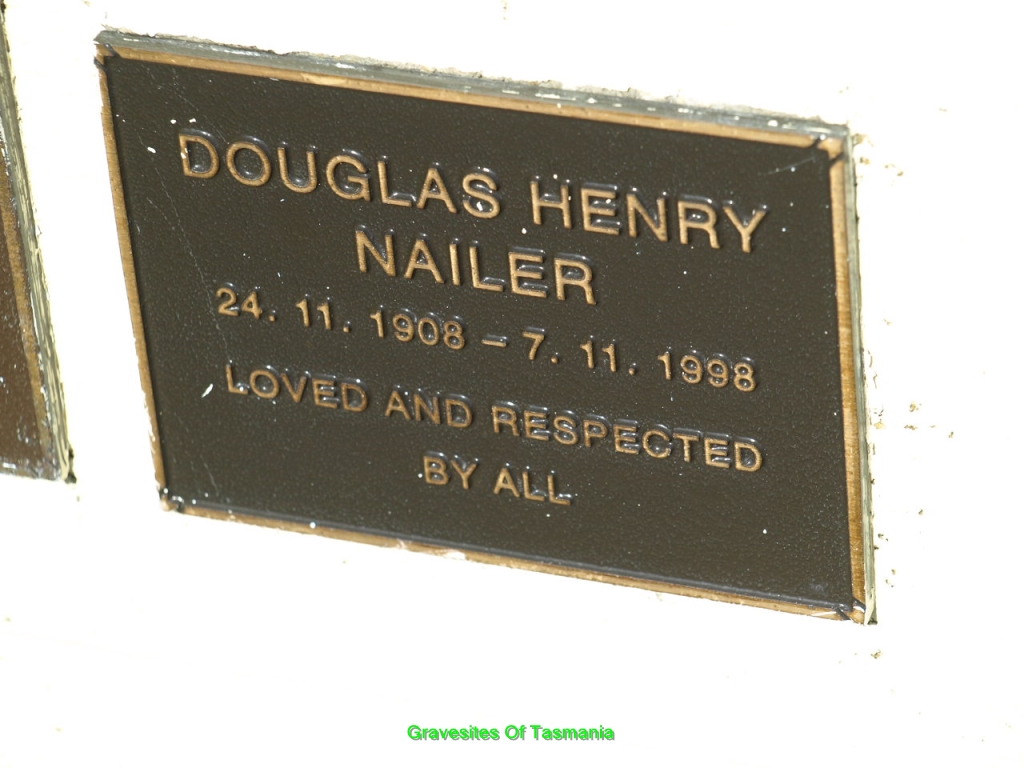 DOUGLAS HENRY
NAILER
24. 11. 1908 – 7. 11. 1998
LOVED AND RESPECTED
BY ALL
Gravesites Of Tasmania